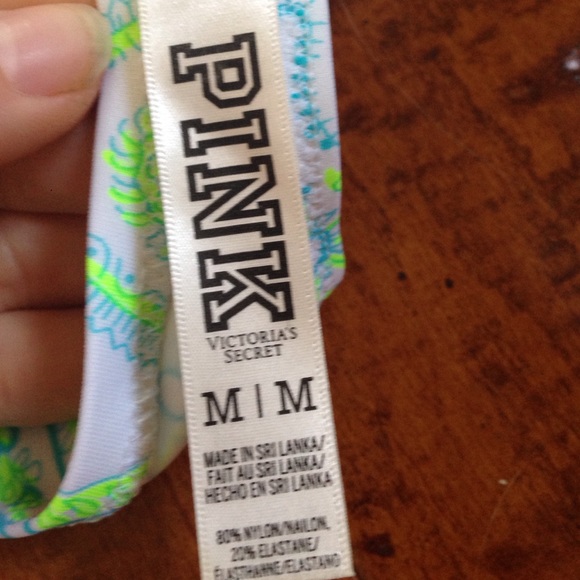 PINK
VICTORIA'S
SECRET
M | M
MADE IN SRI LANKA/
FAIT AU SRI LANKA/
HECHO EN SRI LANKA
80% NYLON/NAILON,
20% ELASTANE/
ÉLASTHANNE/ELASTANO